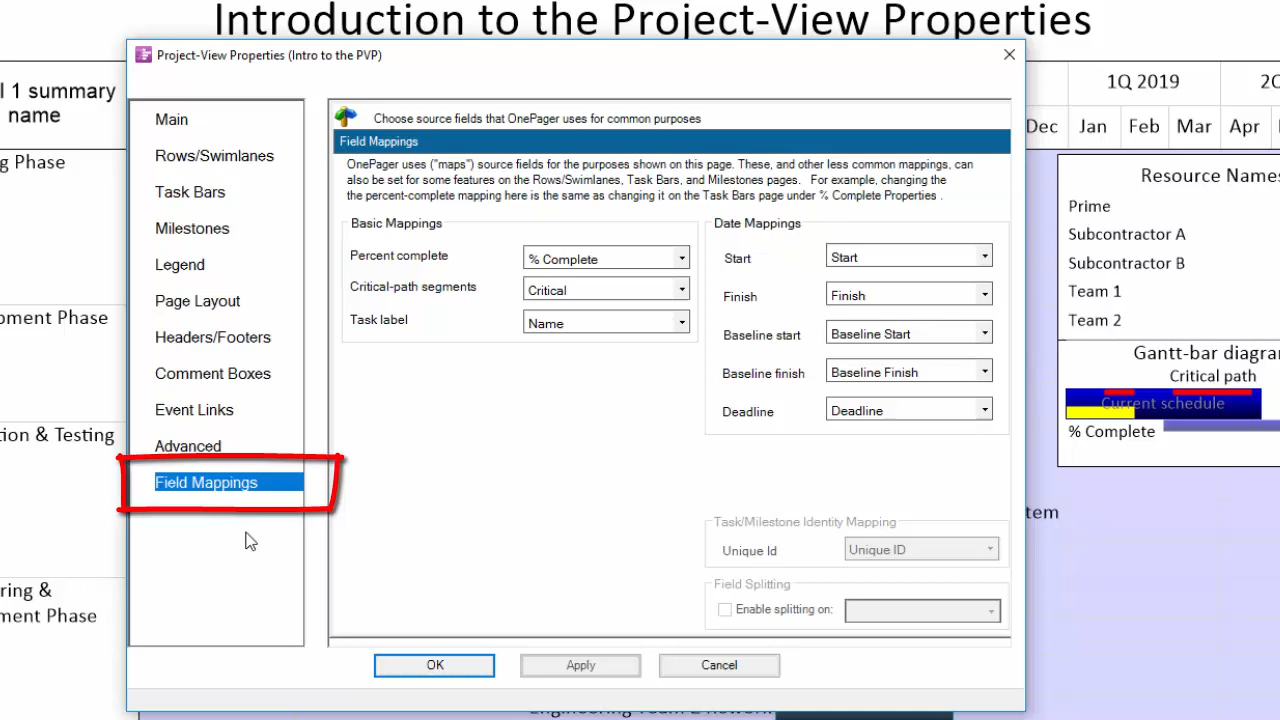 Introduction to the Project-View Properties
Project-View Properties (Intro to the PVP)
l 1 summary
name
1Q 2019
Dec
Jan
Feb
Mar
Apr
ng Phase
pment Phase
tion & Testing
ring &
ment Phase
Main
Rows/Swimlanes
Task Bars
Milestones
Legend
Page Layout
Headers/Footers
Comment Boxes
Event Links
Advanced
Field Mappings
Choose source fields that OnePager uses for common purposes
Field Mappings
OnePager uses ("maps") source fields for the purposes shown on this page. These, and other less common mappings, can
also be set for some features on the Rows/Swimlanes, Task Bars, and Milestones pages. For example, changing the
the percent-complete mapping here is the same as changing it on the Task Bars page under % Complete Properties .
Basic Mappings
Percent complete
% Complete
Critical-path segments
Critical
Task label
Name
Date Mappings
Start
Start
Finish
Finish
Baseline start
Baseline Start
Baseline finish
Baseline Finish
Deadline
Deadline
Task/Milestone Identity Mapping
Unique Id
Unique ID
Field Splitting
Enable splitting on:
OK
Apply
Cancel
Resource Names
Prime
Subcontractor A
Subcontractor B
Team 1
Team 2
Gantt-bar diagra
Critical path
Current schedule
% Complete
tem